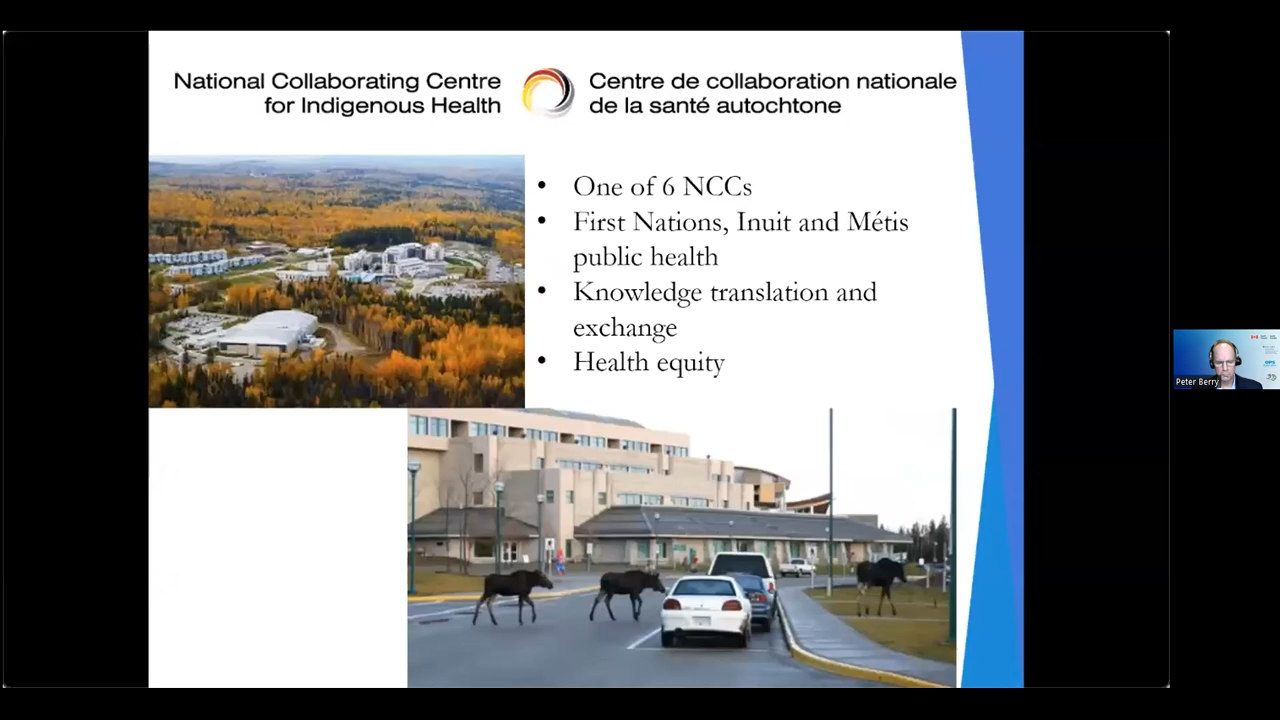 National Collaborating Centre
for Indigenous Health
Centre de collaboration nationale
de la santé autochtone
• One of 6 NCCs
• First Nations, Inuit and Métis
public health
• Knowledge translation and
exchange
• Health equity
Peter Berry